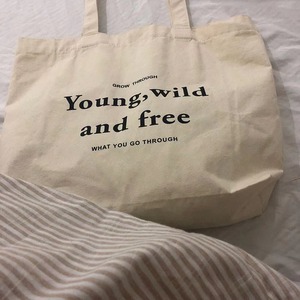 GROW THROUGH
Young, wild
and free
WHAT YOU GO THROUGH